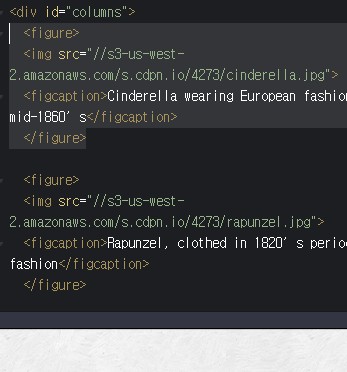 <div id="columns">
<figure>
<img src="//s3-us-west-
2.amazonaws.com/s.cdpn.io/4273/cinderella.jpg">
<figcaption>Cinderella wearing European fashion
mid-1860’s</figcaption>
</figure>
<figure>
<img src="//s3-us-west-
2.amazonaws.com/s.cdpn.io/4273/rapunzel.jpg">
<figcaption>Rapunzel, clothed in 1820’s perio
fashion</figcaption>
</figure>